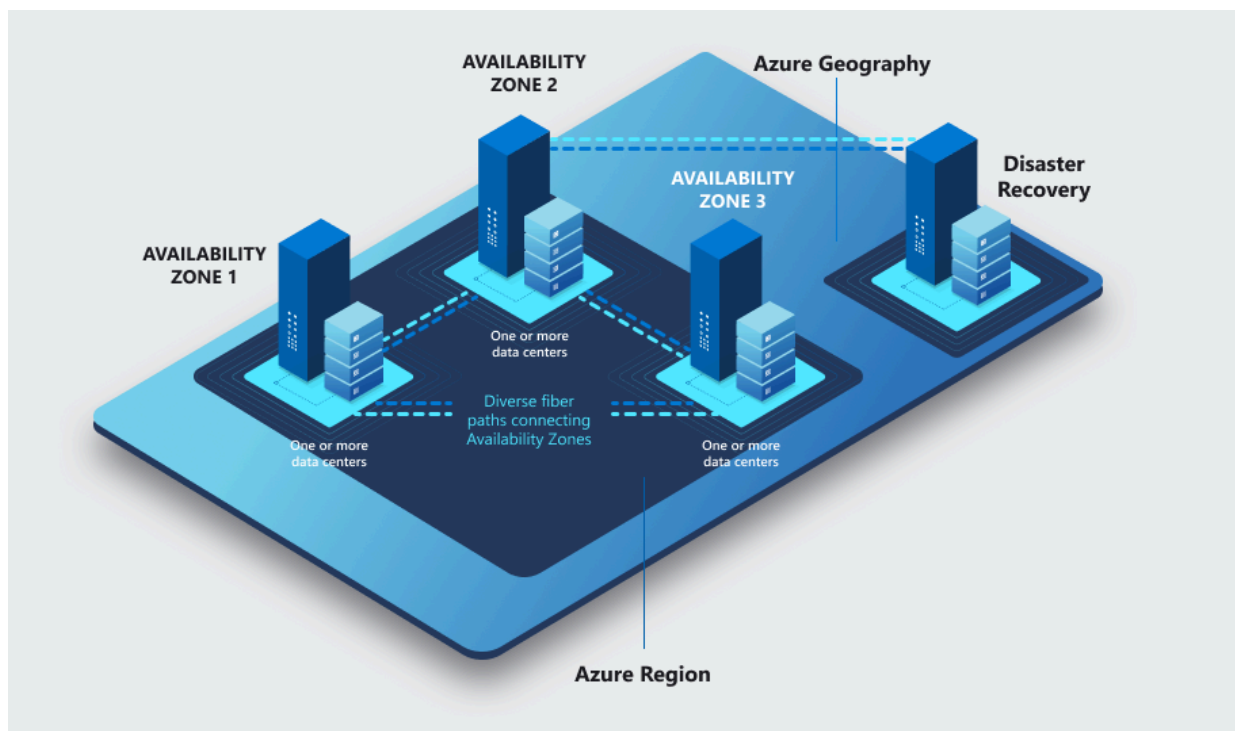 AVAILABILITY
ZONE 2
Azure Geography
Disaster
Recovery
AVAILABILITY
ZONE 3
AVAILABILITY
ZONE 1
One or more
data centers
Diverse fiber
paths connecting
Availability Zones
One or more
data centers
One or more
data centers
Azure Region